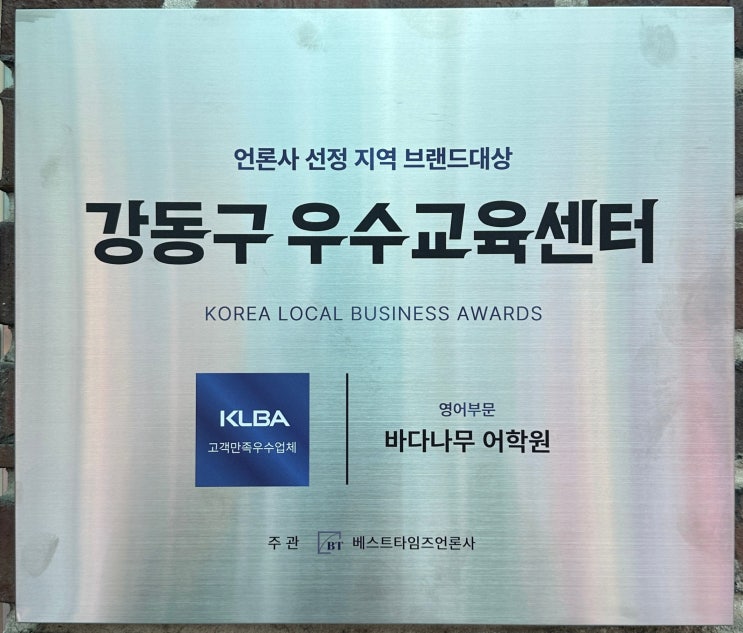 언론사 선정 지역 브랜드대상
강동구 우수교육센터
KOREA LOCAL BUSINESS AWARDS
KLBA
고객만족우수업체
영어부문
바다나무 어학원
주 관 BT 베스트타임즈언론사